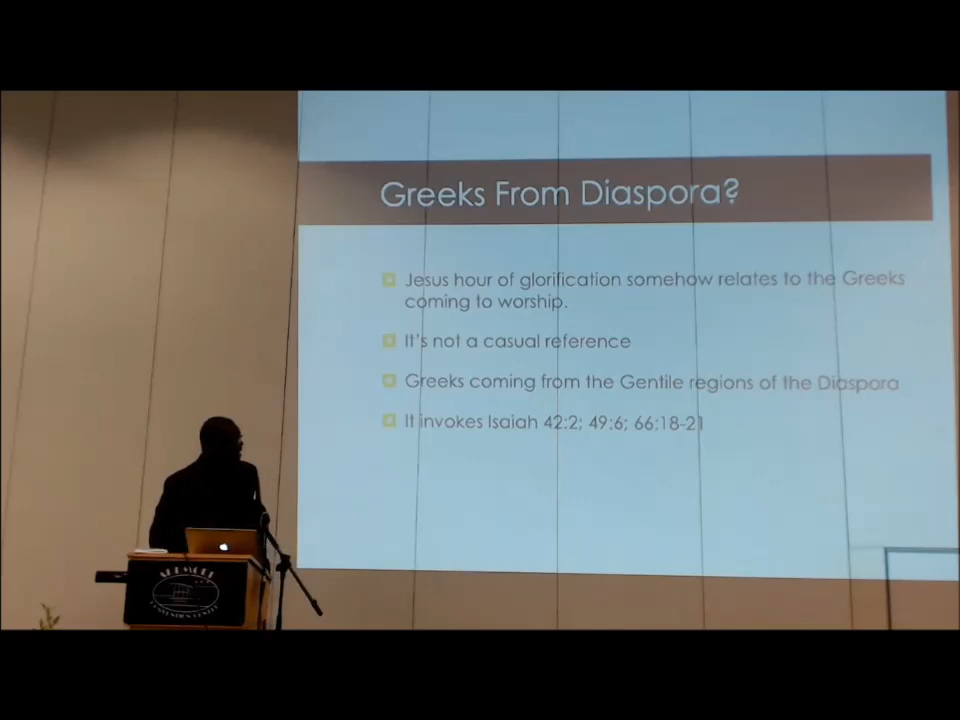 Greeks From Diaspora?
Jesus hour of glorification somehow relates to the Greeks
coming to worship.
It's not a casual reference
Greeks coming from the Gentile regions of the Diaspora
It invokes Isaiah 42:2; 49:6; 66:18-21